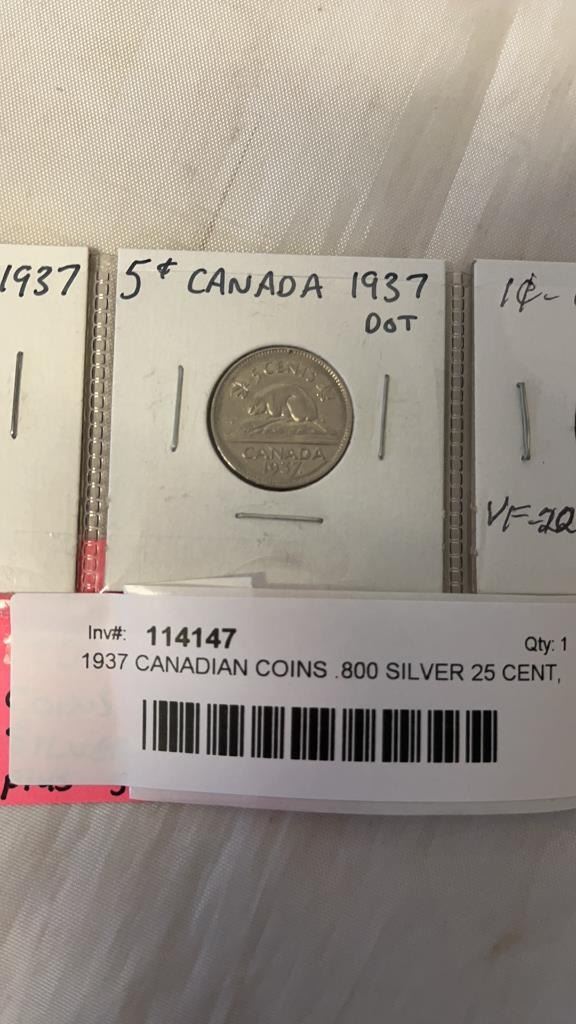 1937
5¢ CANADA 1937
DOT
1¢-
5 CENTS
CANADA
1937
VF-20
Inv#: 114147
Qty: 1
1937 CANADIAN COINS .800 SILVER 25 CENT,